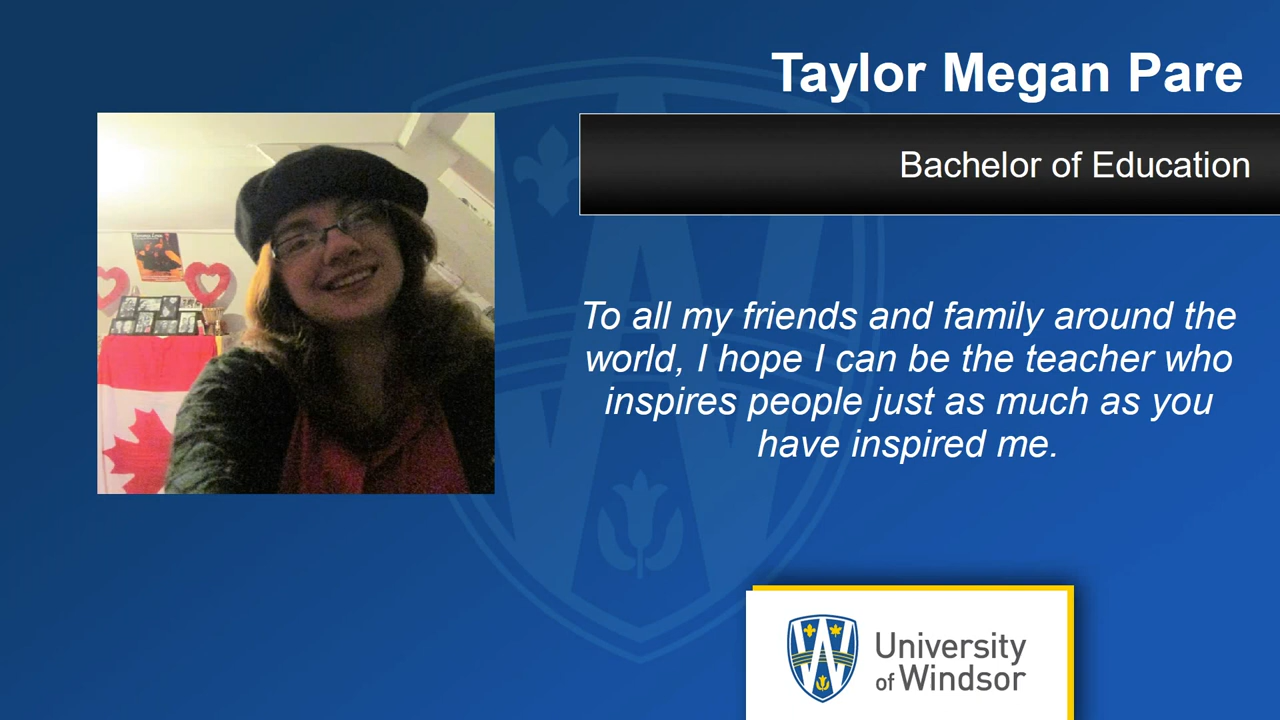 Taylor Megan Pare
Bachelor of Education
To all my friends and family around the
world, I hope I can be the teacher who
inspires people just as much as you
have inspired me.
University
of Windsor